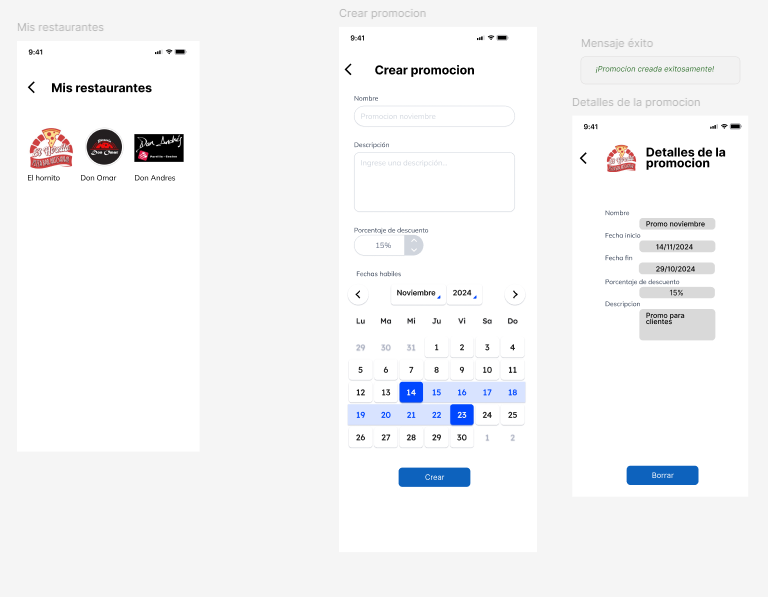 Mis restaurantes
9:41
Mis restaurantes
El hornito
Don Omar
Don Andres
Crear promocion
9:41
Crear promocion
Nombre
Promocion noviembre
Descripción
Ingrese una descripción...
Porcentaje de descuento
15%
Fechas habiles
Noviembre 2024
Lu Ma Mi Ju Vi Sa Do
29 30 31 1 2 3 4
5 6 7 8 9 10 11
12 13 14 15 16 17 18
19 20 21 22 23 24 25
26 27 28 29 30 1 2
Crear
Mensaje éxito
¡Promocion creada exitosamente!
Detalles de la promocion
9:41
Detalles de la
promocion
Nombre
Promo noviembre
Fecha inicio
14/11/2024
Fecha fin
29/10/2024
Porcentaje de descuento
15%
Descripcion
Promo para
clientes
Borrar